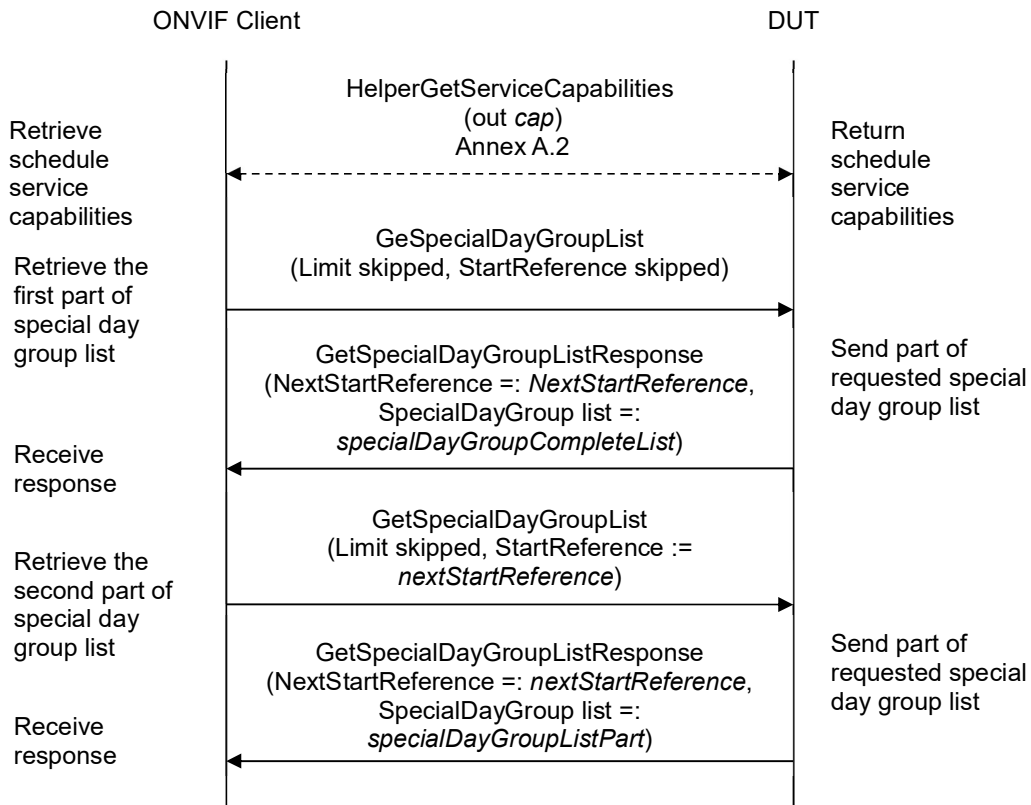 ONVIF Client
DUT
HelperGetServiceCapabilities
(out cap)
Annex A.2
Retrieve
schedule
service
capabilities
Return
schedule
service
capabilities
GeSpecialDayGroupList
(Limit skipped, StartReference skipped)
Retrieve the
first part of
special day
group list
GetSpecialDayGroupListResponse
(NextStartReference =: NextStartReference,
SpecialDayGroup list =:
specialDayGroupCompleteList)
Send part of
requested special
day group list
Receive
response
GetSpecialDayGroupList
(Limit skipped, StartReference :=
nextStartReference)
Retrieve the
second part of
special day
group list
GetSpecialDayGroupListResponse
(NextStartReference =: nextStartReference,
SpecialDayGroup list =:
specialDayGroupListPart)
Send part of
requested special
day group list
Receive
response